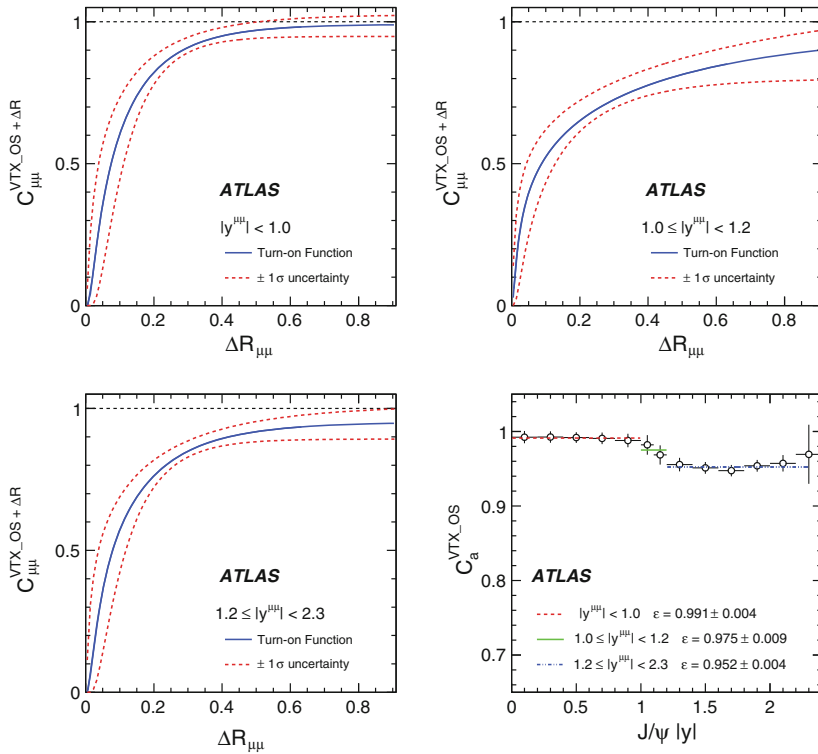 1
0.5
0
C_μμ^VTX_OS + ΔR
ATLAS
|y^μμ| < 1.0
Turn-on Function
± 1σ uncertainty
0 0.2 0.4 0.6 0.8
ΔR_μμ
1
0.5
0
C_μμ^VTX_OS + ΔR
ATLAS
1.0 ≤ |y^μμ| < 1.2
Turn-on Function
± 1σ uncertainty
0 0.2 0.4 0.6 0.8
ΔR_μμ
1
0.5
0
C_μμ^VTX_OS + ΔR
ATLAS
1.2 ≤ |y^μμ| < 2.3
Turn-on Function
± 1σ uncertainty
0 0.2 0.4 0.6 0.8
ΔR_μμ
1
0.9
0.8
0.7
C_a^VTX_OS
ATLAS
|y^μμ| < 1.0 ε = 0.991 ± 0.004
1.0 ≤ |y^μμ| < 1.2 ε = 0.975 ± 0.009
1.2 ≤ |y^μμ| < 2.3 ε = 0.952 ± 0.004
0 0.5 1 1.5 2
J/ψ |y|